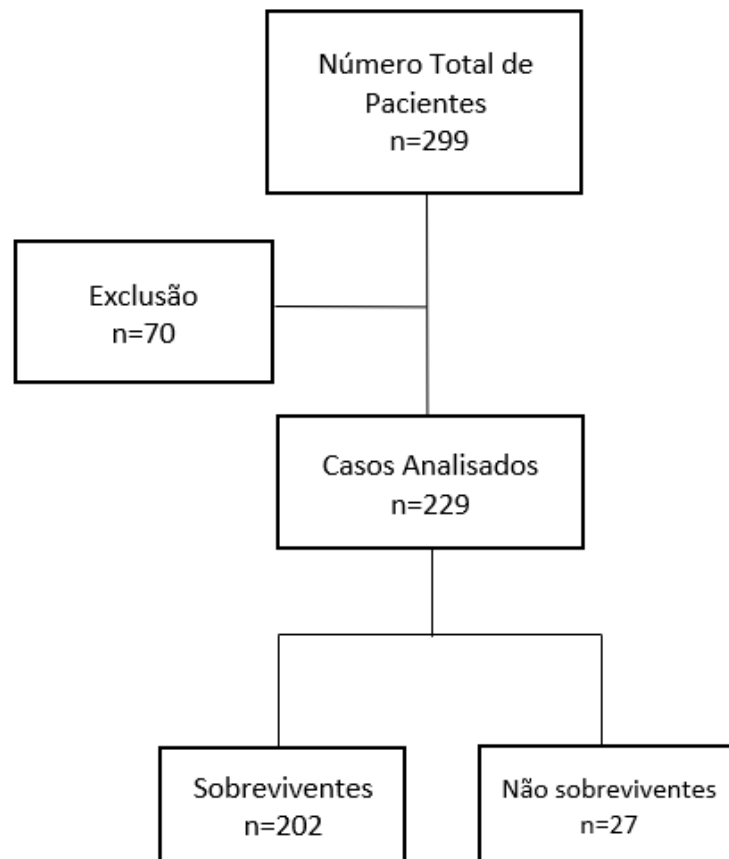 Número Total de
Pacientes
n=299
Exclusão
n=70
Casos Analisados
n=229
Sobreviventes
n=202
Não sobreviventes
n=27